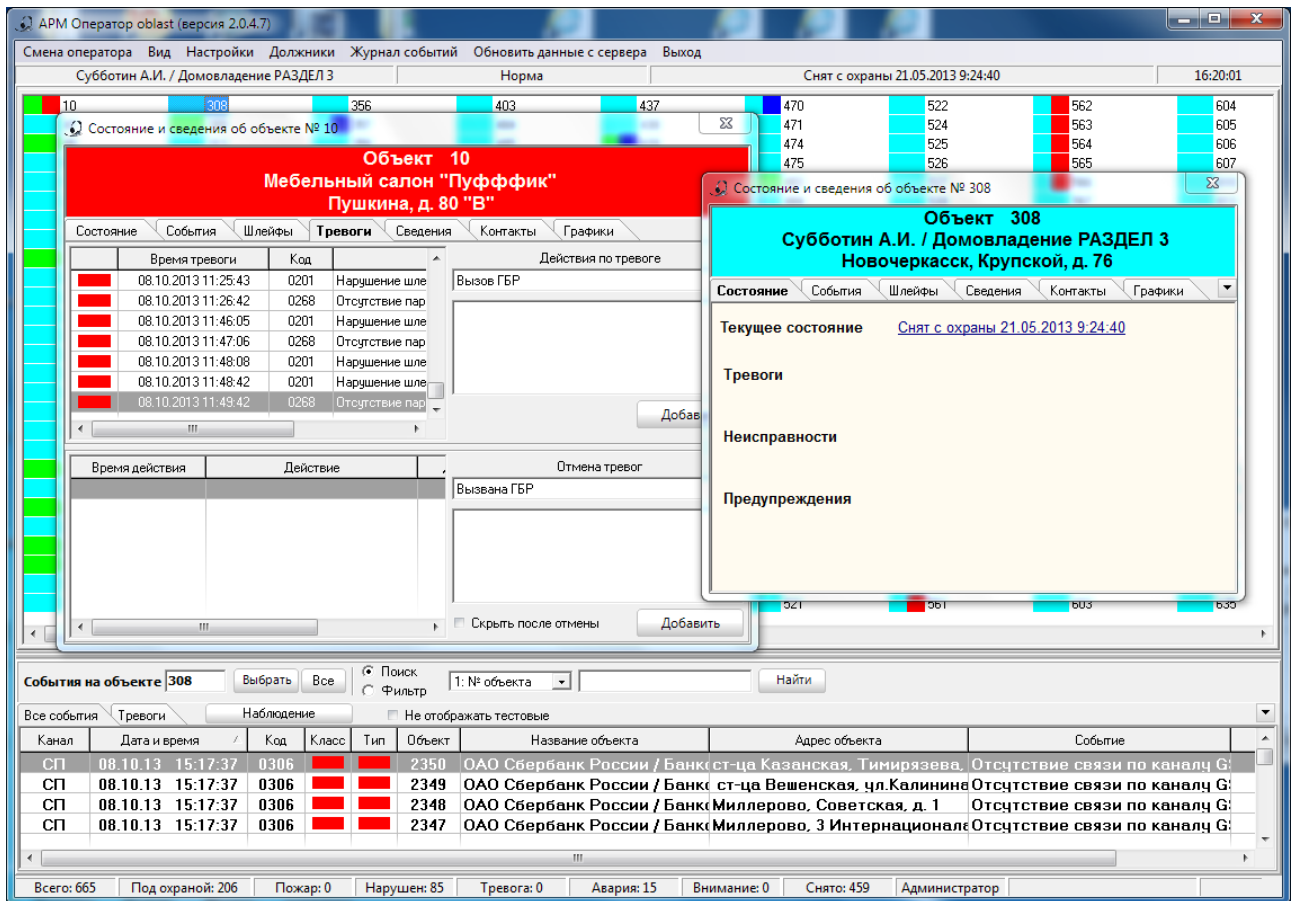 АРМ Оператор oblast (версия 2.0.4.7)
Смена оператора Вид Настройки Должники Журнал событий Обновить данные с сервера Выход
Субботин А.И. / Домовладение РАЗДЕЛ 3 Норма Снят с охраны 21.05.2013 9:24:40 16:20:01
10 308 356 403 437 470 522 562 604
471 524 563 605
474 525 564 606
475 526 565 607
Состояние и сведения об объекте № 10
Объект 10
Мебельный салон "Пуфффик"
Пушкина, д. 80 "В"
Состояние События Шлейфы Тревоги Сведения Контакты Графики
Время тревоги Код
08.10.2013 11:25:43 0201 Нарушение шле
08.10.2013 11:26:42 0268 Отсутствие пар
08.10.2013 11:46:05 0201 Нарушение шле
08.10.2013 11:47:06 0268 Отсутствие пар
08.10.2013 11:48:08 0201 Нарушение шле
08.10.2013 11:48:42 0201 Нарушение шле
08.10.2013 11:49:42 0268 Отсутствие пар
Действия по тревоге
Вызов ГБР
Добав
Время действия Действие
Отмена тревог
Вызвана ГБР
Скрыть после отмены Добавить
Состояние и сведения об объекте № 308
Объект 308
Субботин А.И. / Домовладение РАЗДЕЛ 3
Новочеркасск, Крупской, д. 76
Состояние События Шлейфы Сведения Контакты Графики
Текущее состояние Снят с охраны 21.05.2013 9:24:40
Тревоги
Неисправности
Предупреждения
521 561 603 635
События на объекте 308 Выбрать Все Поиск
Фильтр
1: № объекта Найти
Все события Тревоги Наблюдение Не отображать тестовые
Канал Дата и время Код Класс Тип Объект Название объекта Адрес объекта Событие
СП 08.10.13 15:17:37 0306 2350 ОАО Сбербанк России / Банк ст-ца Казанская, Тимирязева, Отсутствие связи по каналу G
СП 08.10.13 15:17:37 0306 2349 ОАО Сбербанк России / Банк ст-ца Вешенская, ул.Калинина Отсутствие связи по каналу G
СП 08.10.13 15:17:37 0306 2348 ОАО Сбербанк России / Банк Миллерово, Советская, д. 1 Отсутствие связи по каналу G
СП 08.10.13 15:17:37 0306 2347 ОАО Сбербанк России / Банк Миллерово, 3 Интернационала Отсутствие связи по каналу G
Всего: 665 Под охраной: 206 Пожар: 0 Нарушен: 85 Тревога: 0 Авария: 15 Внимание: 0 Снято: 459 Администратор